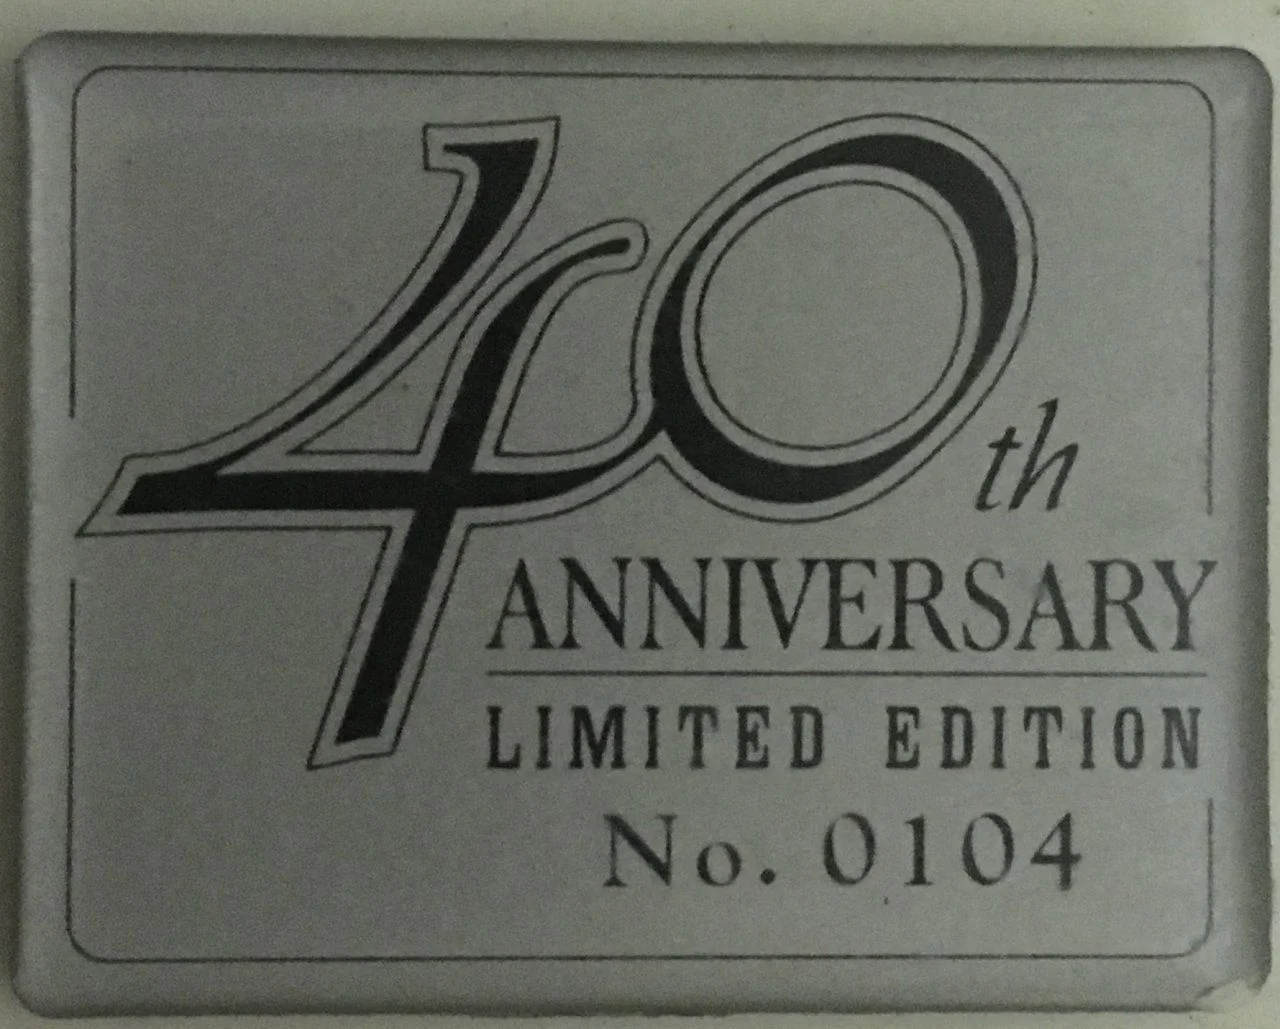 40th
ANNIVERSARY
LIMITED EDITION
No. 0104